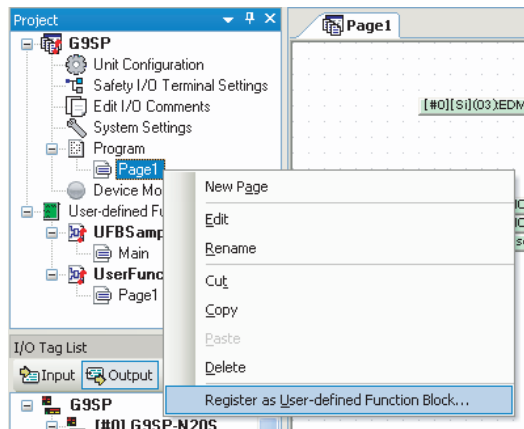 Project
Page1
G9SP
Unit Configuration
Safety I/O Terminal Settings
Edit I/O Comments
[#0][Si](03):EDM
System Settings
Program
Page1
New Page
Device Mo
User-defined Fu
Edit
UFBSamp
Rename
Main
UserFunc
Cut
Page1
Copy
Paste
I/O Tag List
Delete
Input
Output
Register as User-defined Function Block...
G9SP
[#0] G9SP-N20S